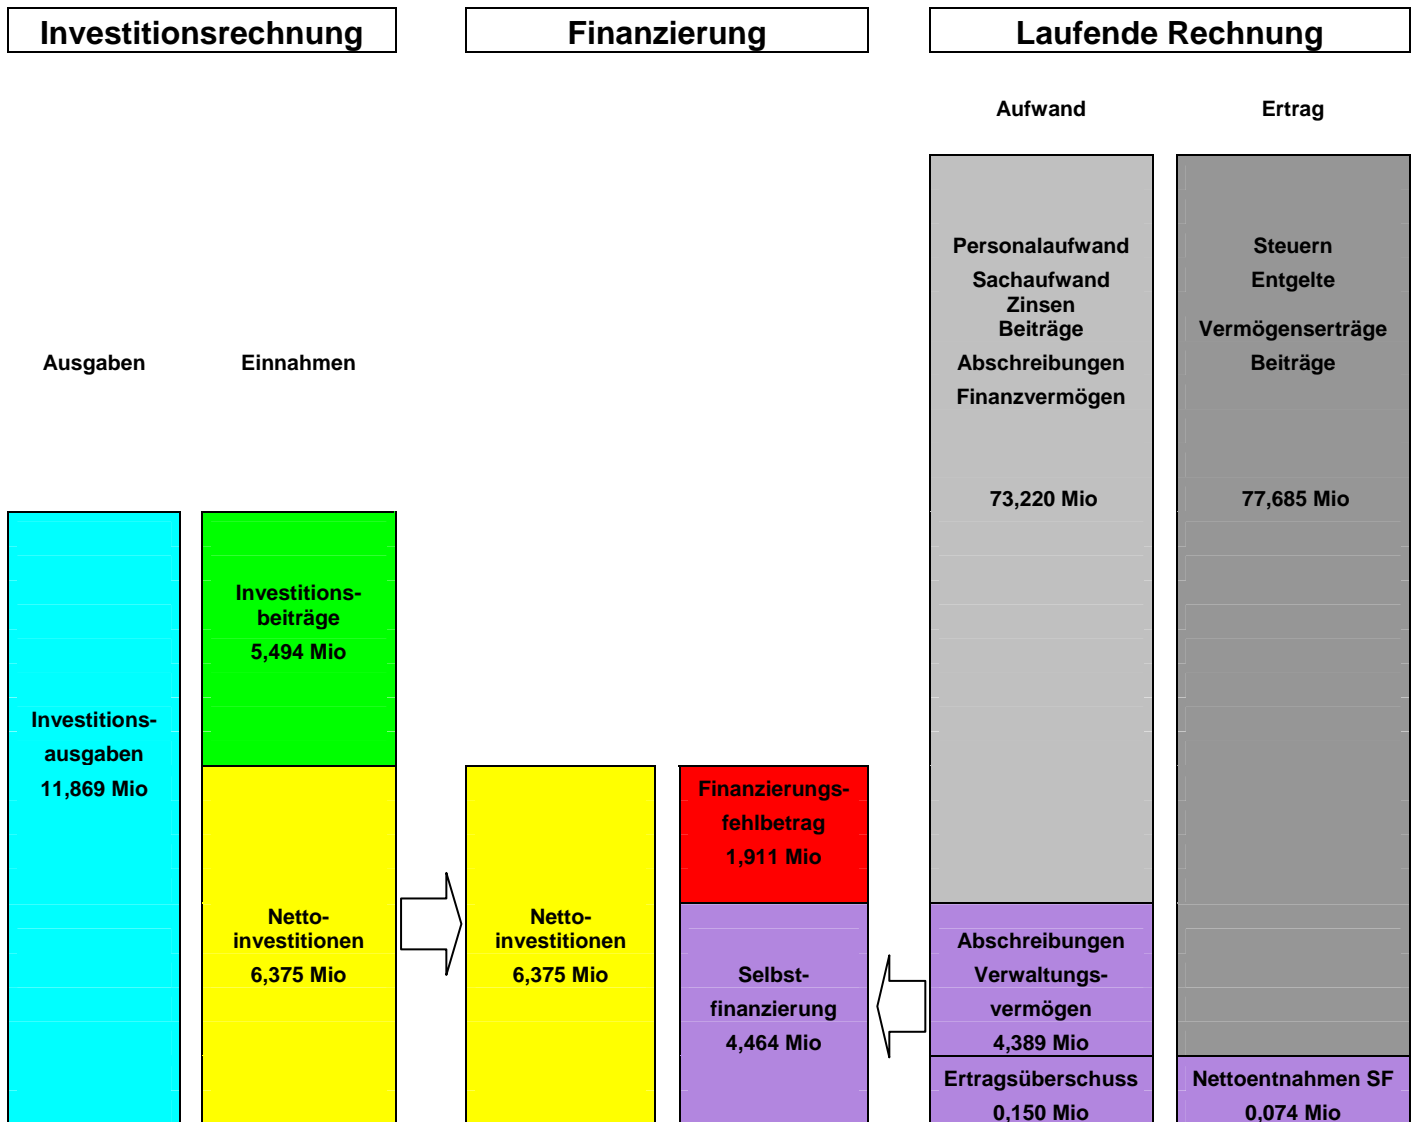 Investitionsrechnung
Finanzierung
Laufende Rechnung
Aufwand
Ertrag
Ausgaben
Einnahmen
Investitions-
ausgaben
11,869 Mio
Investitions-
beiträge
5,494 Mio
Netto-
investitionen
6,375 Mio
Netto-
investitionen
6,375 Mio
Finanzierungs-
fehlbetrag
1,911 Mio
Selbst-
finanzierung
4,464 Mio
Personalaufwand
Sachaufwand
Zinsen
Beiträge
Abschreibungen
Finanzvermögen
73,220 Mio
Abschreibungen
Verwaltungs-
vermögen
4,389 Mio
Ertragsüberschuss
0,150 Mio
Steuern
Entgelte
Vermögenserträge
Beiträge
77,685 Mio
Nettoentnahmen SF
0,074 Mio